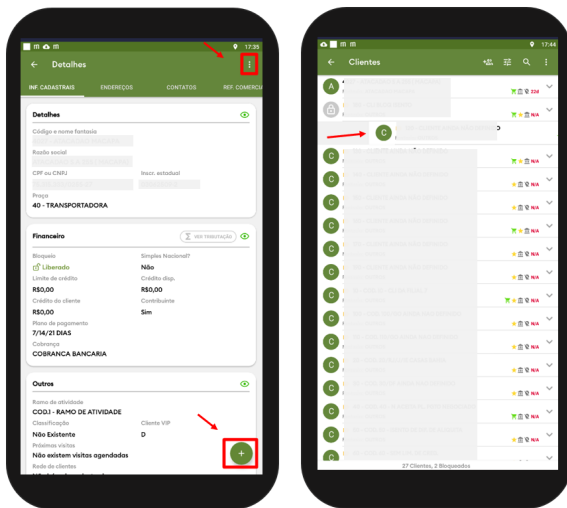 17:35
← Detalhes
INF. CADASTRAIS ENDEREÇOS CONTATOS REF. COMERCI
Detalhes
Código e nome fantasia
Razão social
CPF ou CNPJ Inscr. estadual
Praça
40 - TRANSPORTADORA
Financeiro VER TRIBUTAÇÃO
Bloqueio Simples Nacional?
Liberado Não
Limite de crédito Crédito disp.
R$0,00 R$0,00
Crédito do cliente Contribuinte
R$0,00 Sim
Plano de pagamento
7/14/21 DIAS
Cobrança
COBRANCA BANCARIA
Outros
Ramo de atividade
COD.1 - RAMO DE ATIVIDADE
Classificação Cliente VIP
Não Existente D
Próximas visitas
Não existem visitas agendadas
Rede de clientes
+
17:44
← Clientes
A
22d
N/A
C O
C
N/A
C
N/A
C
N/A
C
N/A
C
N/A
C
N/A
C
N/A
C
N/A
C
N/A
C
N/A
C
N/A
C
N/A
C
N/A
C
27 Clientes, 2 Bloqueados